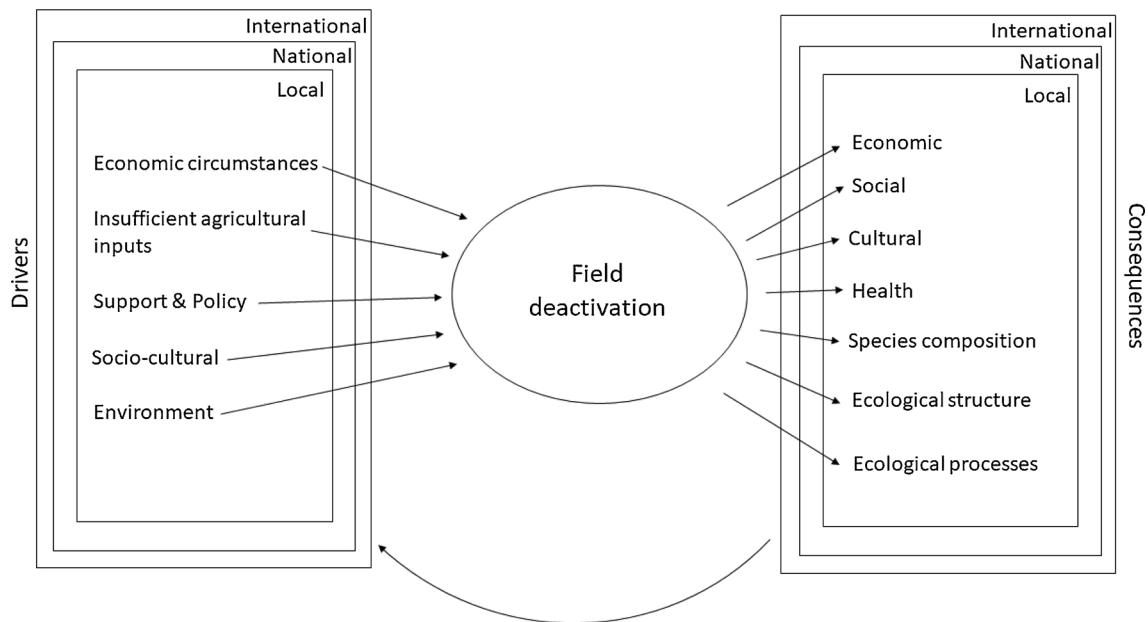 International
National
Local
Drivers
Economic circumstances
Insufficient agricultural
inputs
Support & Policy
Socio-cultural
Environment
Field
deactivation
International
National
Local
Economic
Social
Cultural
Health
Species composition
Ecological structure
Ecological processes
Consequences